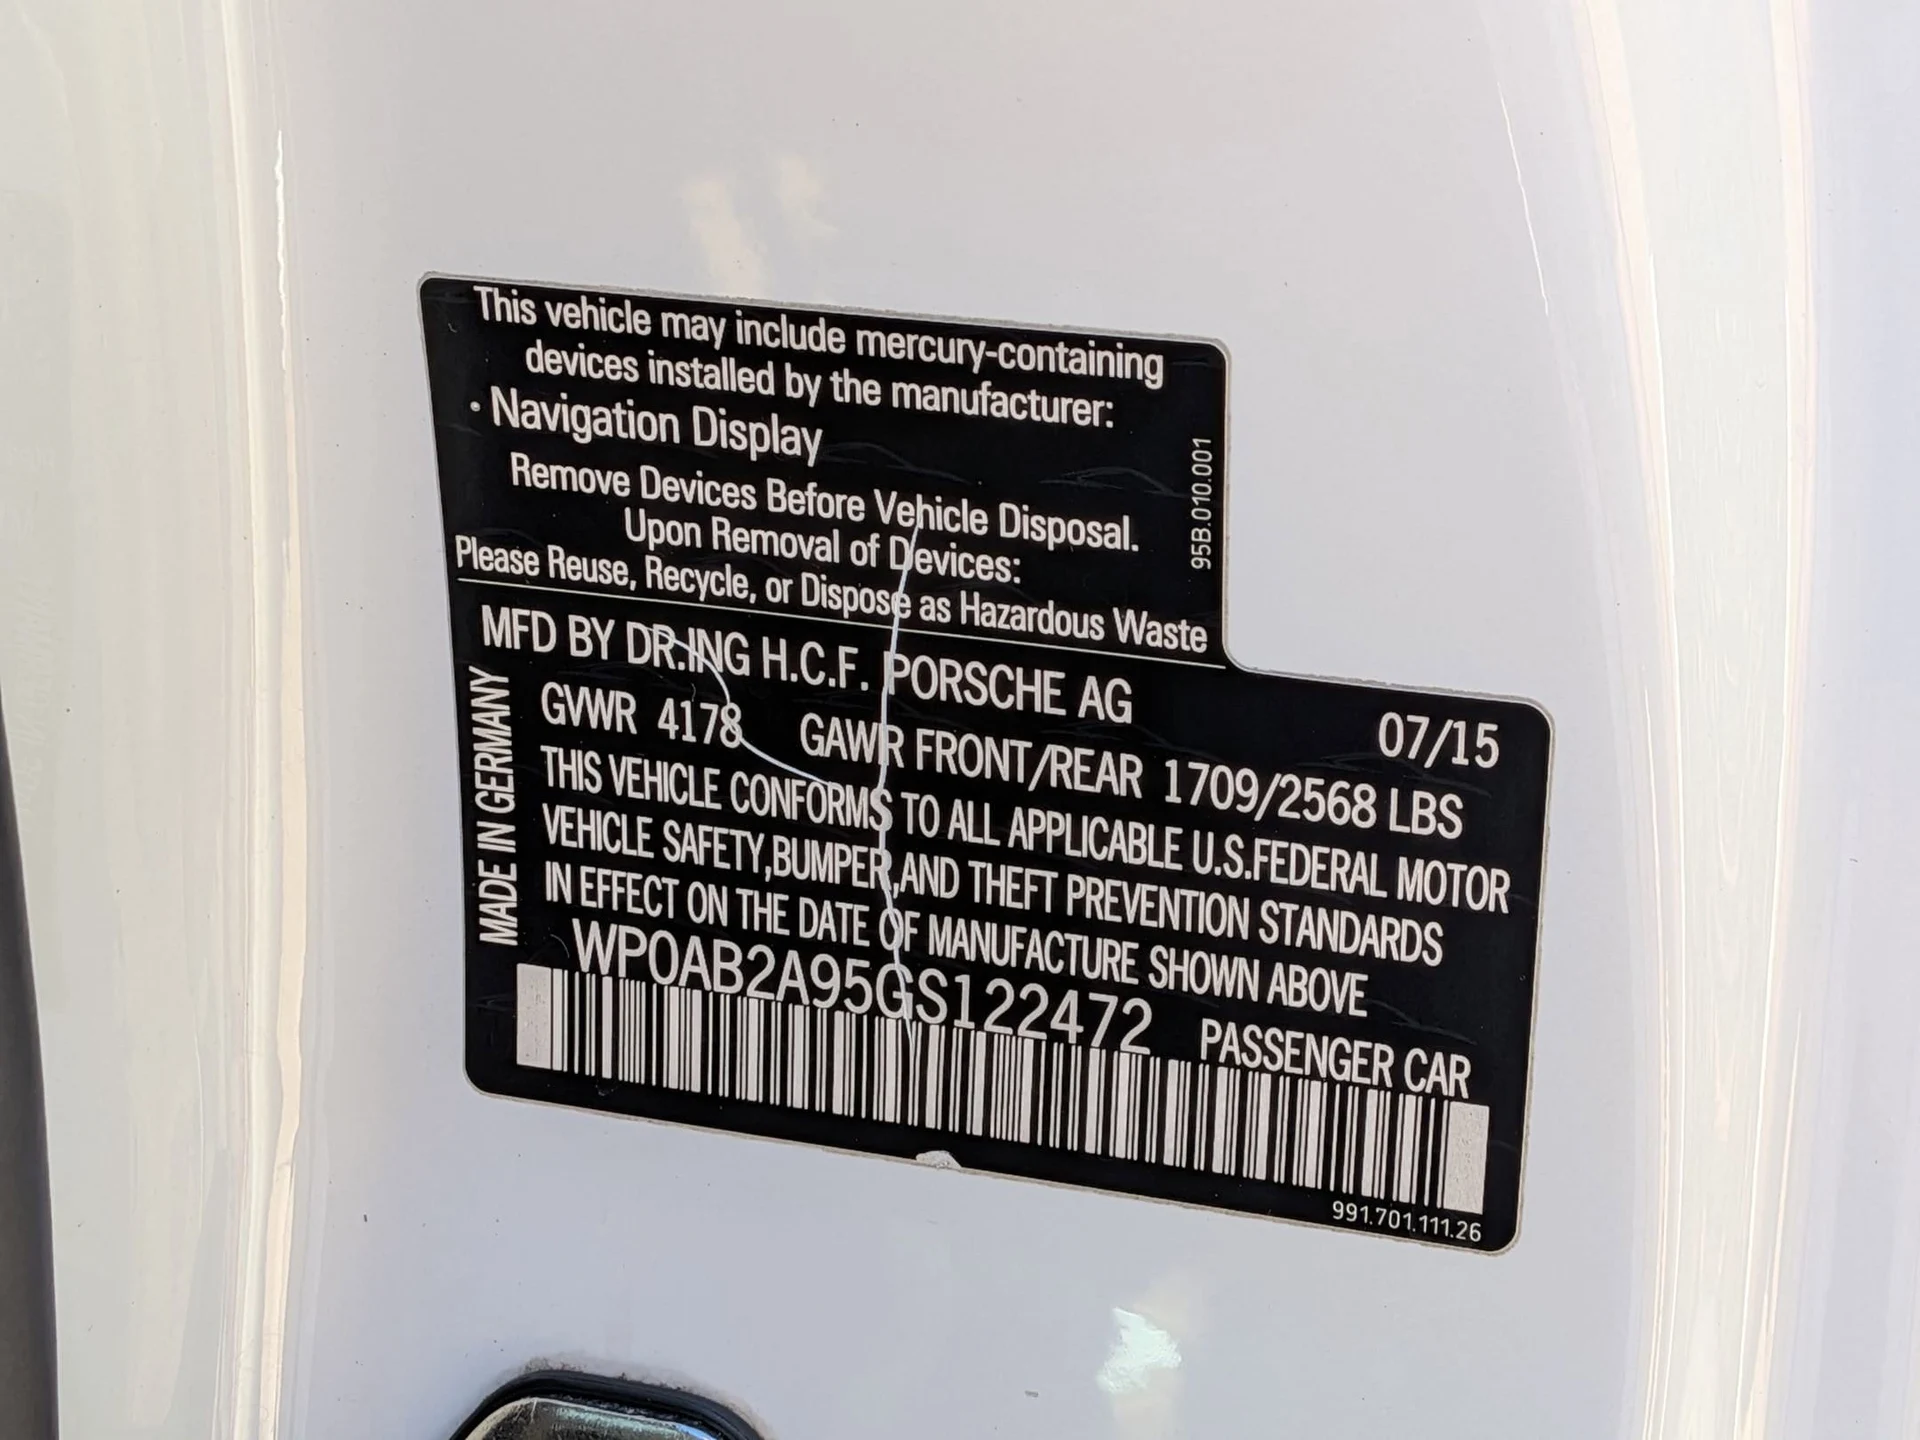 This vehicle may include mercury-containing
devices installed by the manufacturer:
· Navigation Display
Remove Devices Before Vehicle Disposal.
Upon Removal of Devices:
Please Reuse, Recycle, or Dispose as Hazardous Waste
95B.010.001
MFD BY DR.ING H.C.F. PORSCHE AG
07/15
GVWR 4178 GAWR FRONT/REAR 1709/2568 LBS
THIS VEHICLE CONFORMS TO ALL APPLICABLE U.S.FEDERAL MOTOR
VEHICLE SAFETY,BUMPER,AND THEFT PREVENTION STANDARDS
IN EFFECT ON THE DATE OF MANUFACTURE SHOWN ABOVE
WP0AB2A95GS122472 PASSENGER CAR
MADE IN GERMANY
991.701.111.26